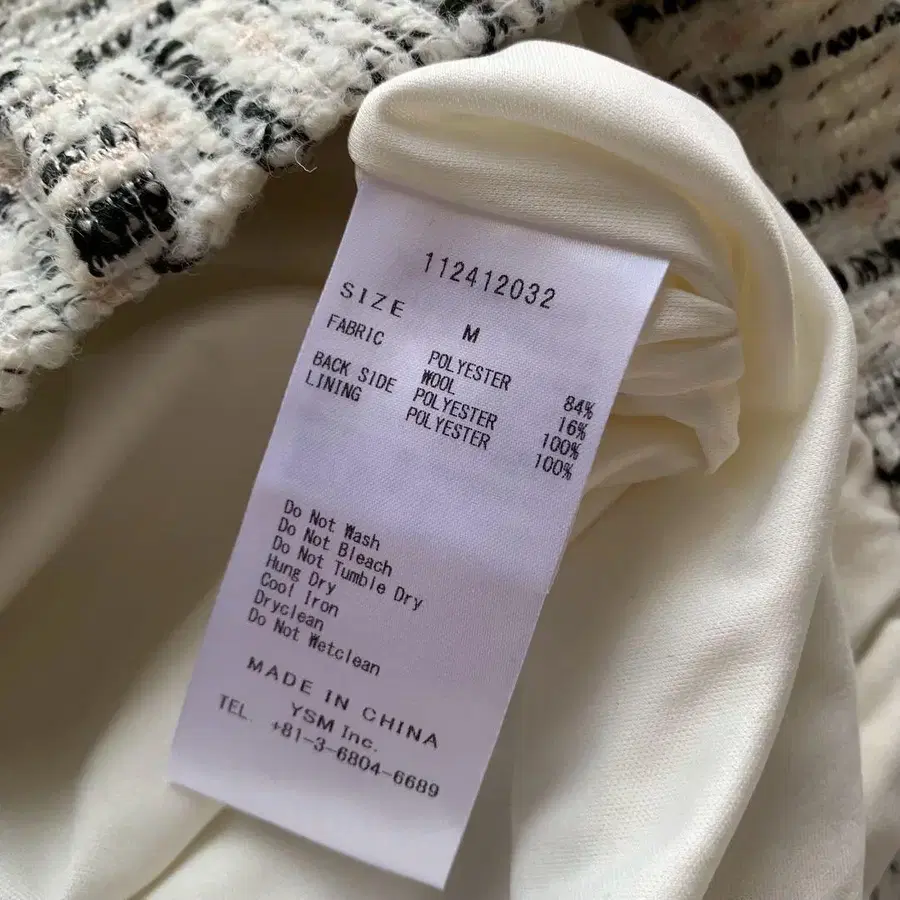 112412032
SIZE M
FABRIC POLYESTER 84%
WOOL 16%
BACK SIDE POLYESTER 100%
LINING POLYESTER 100%
Do Not Wash
Do Not Bleach
Do Not Tumble Dry
Hung Dry
Cool Iron
Dryclean
Do Not Wetclean
MADE IN CHINA
YSM Inc.
TEL. +81-3-6804-6689